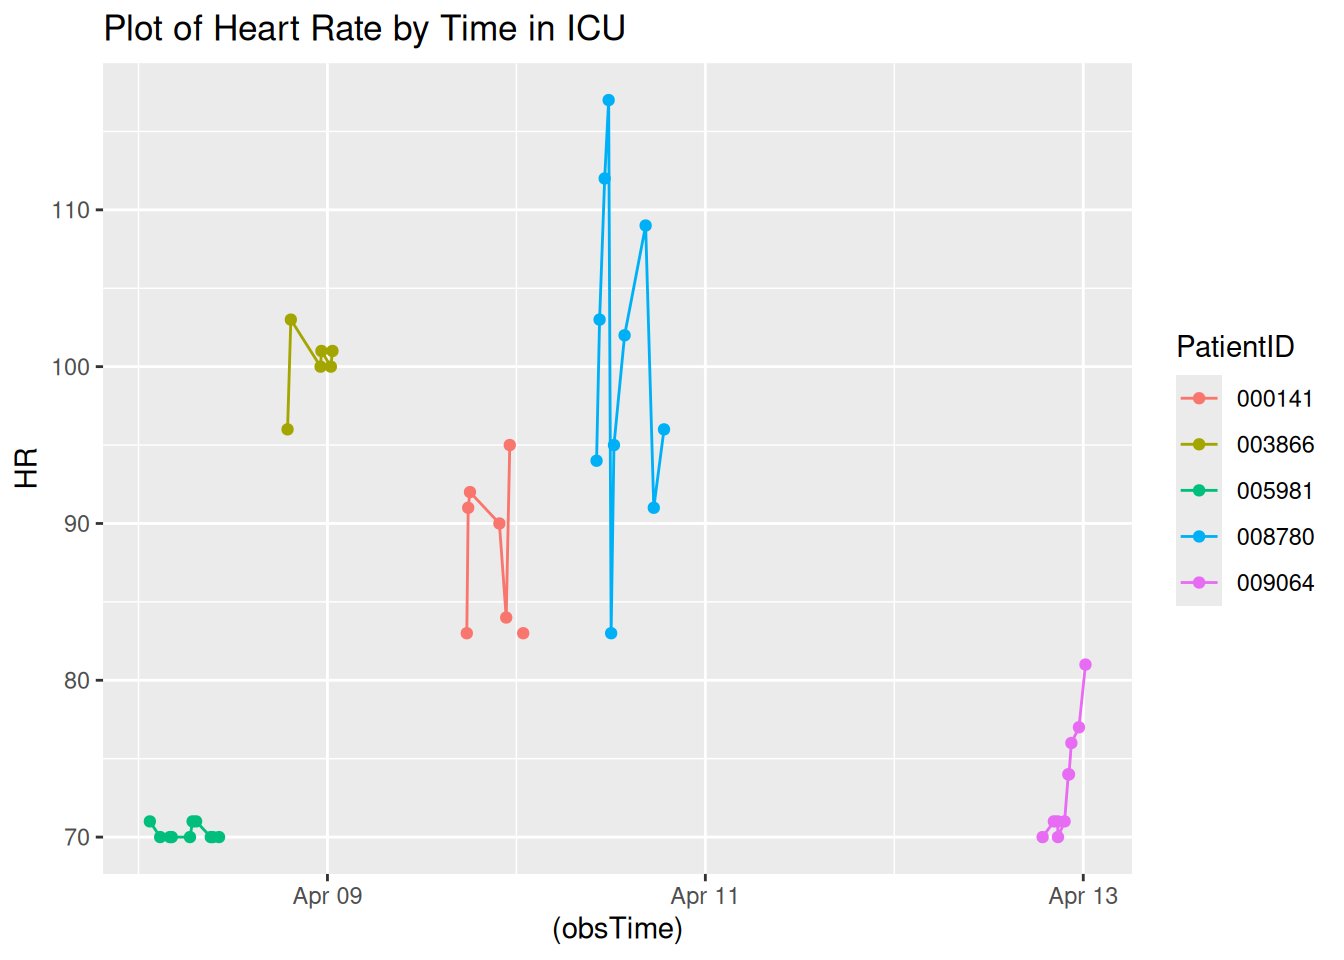 Plot of Heart Rate by Time in ICU
HR
110
100
90
80
70
Apr 09
Apr 11
Apr 13
(obsTime)
PatientID
000141
003866
005981
008780
009064